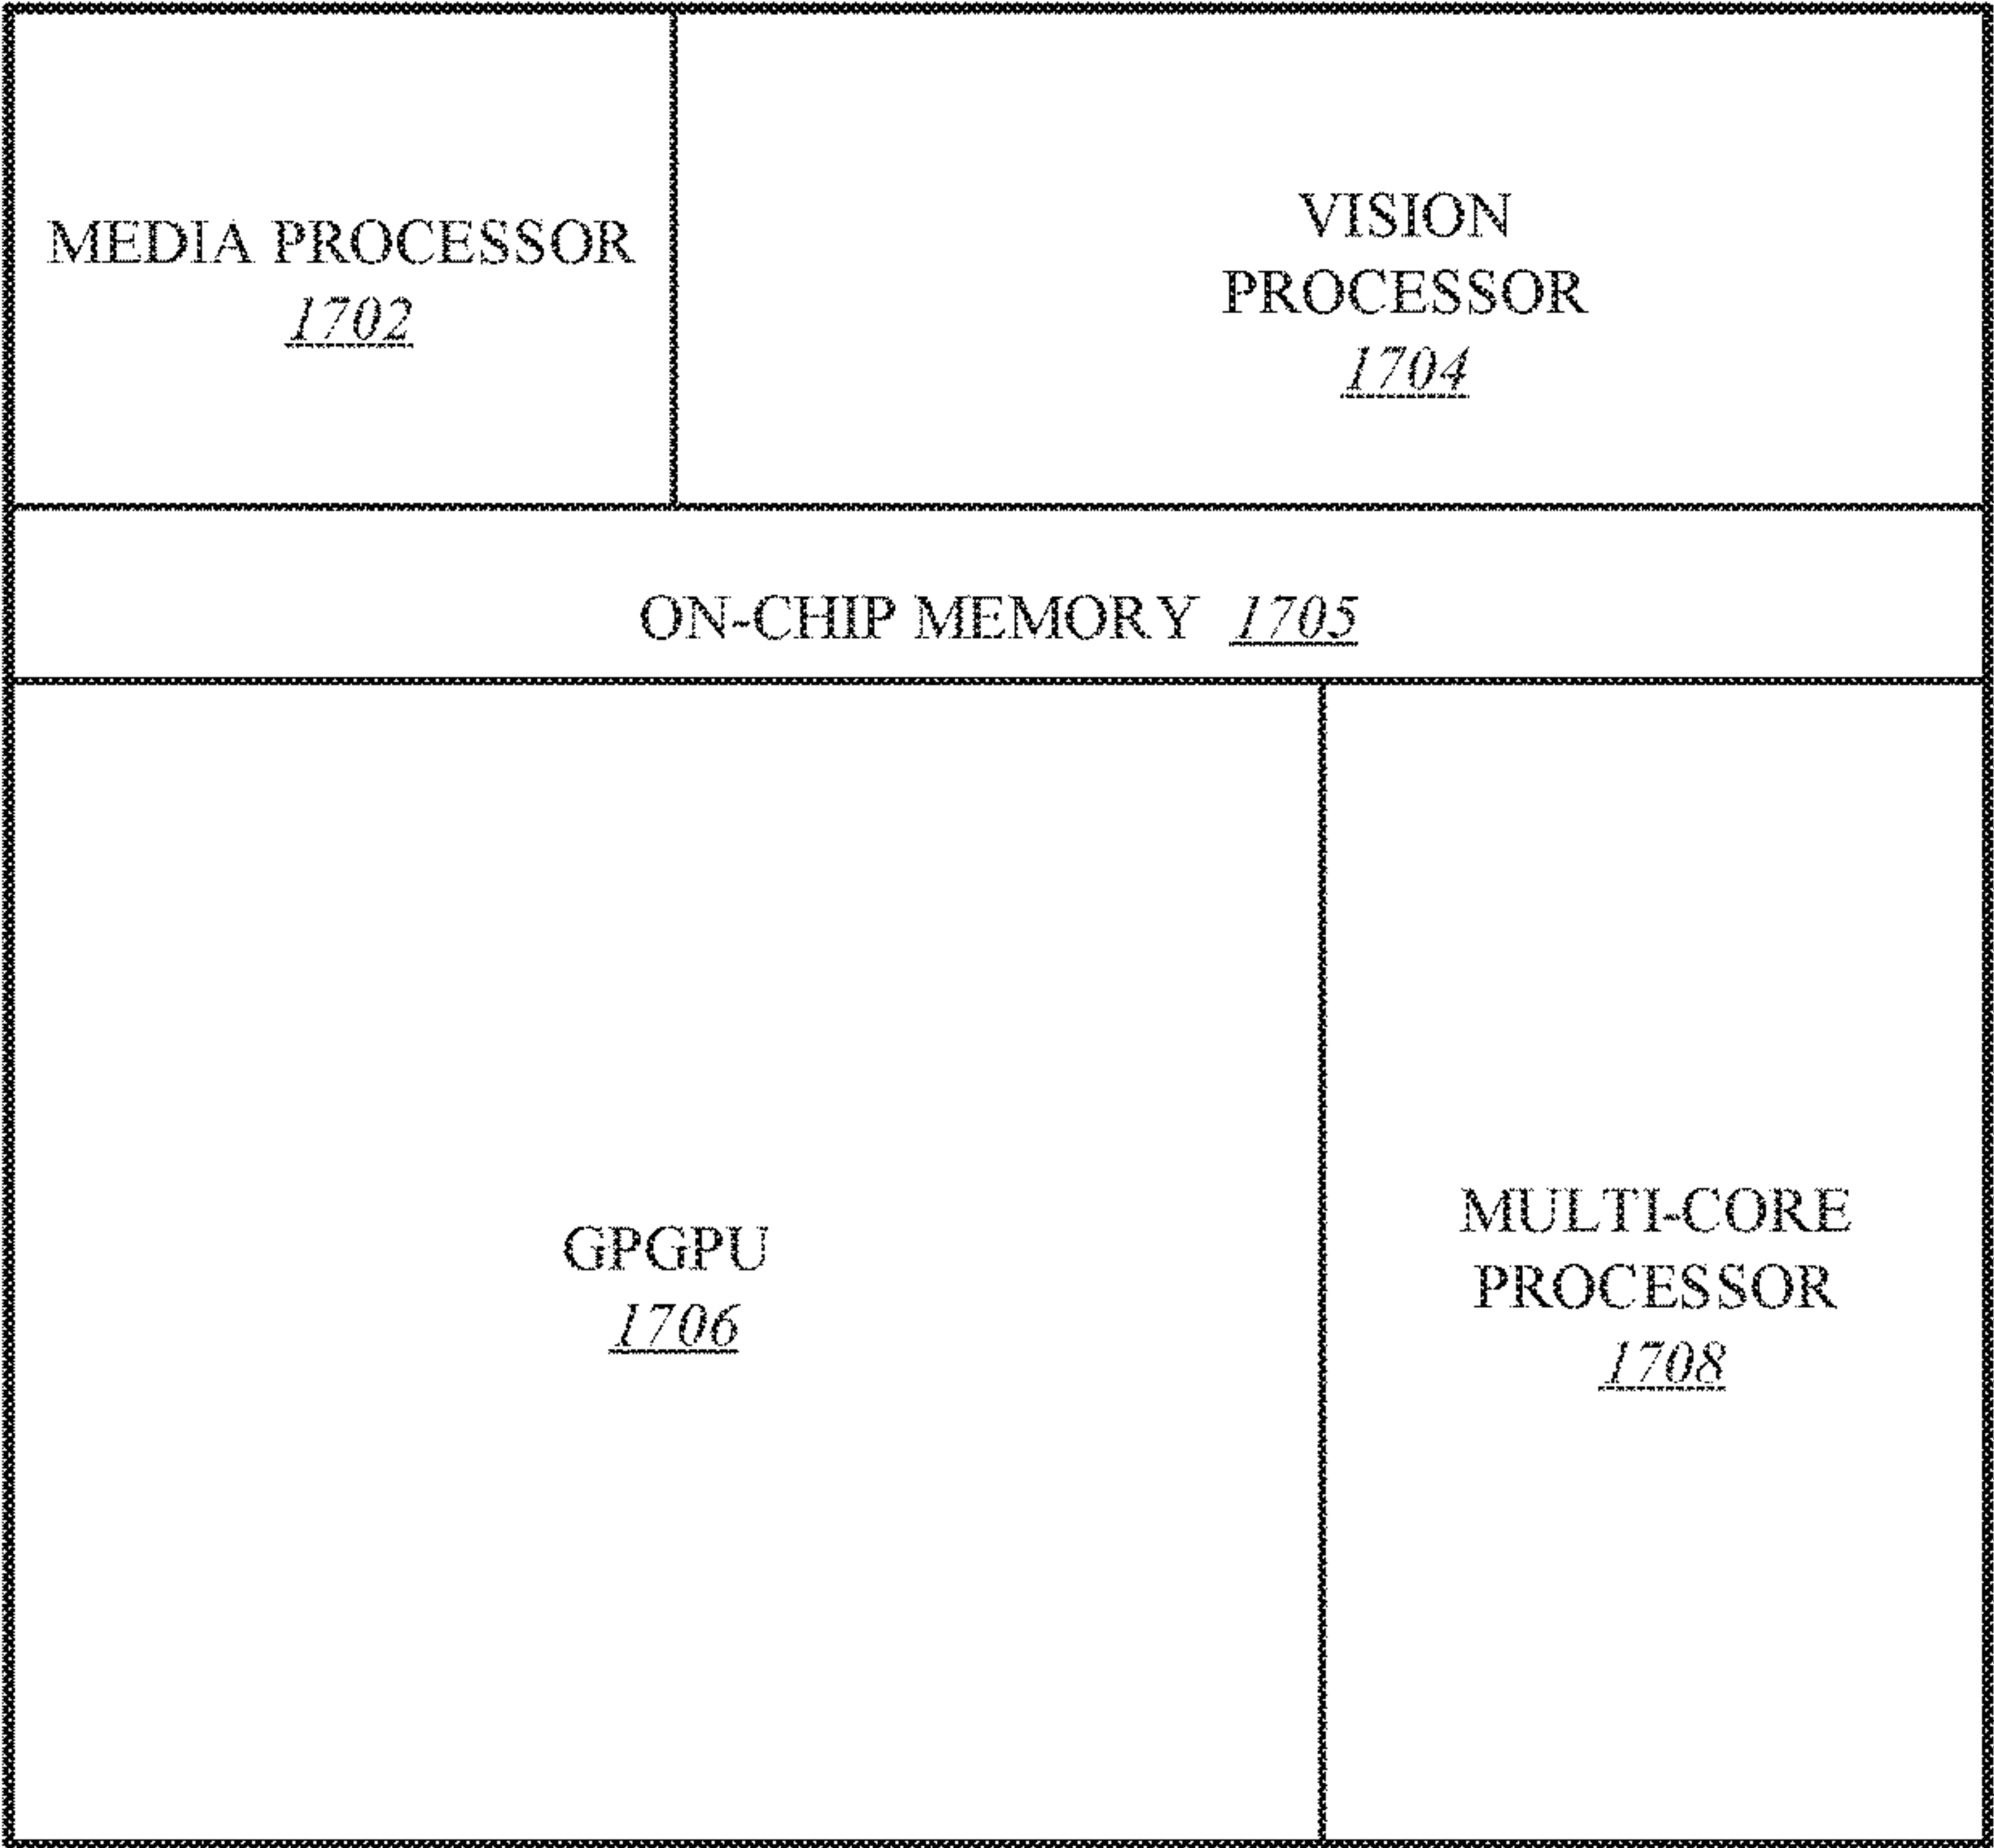 MEDIA PROCESSOR
1702
VISION
PROCESSOR
1704
ON-CHIP MEMORY 1705
GPGPU
1706
MULTI-CORE
PROCESSOR
1708